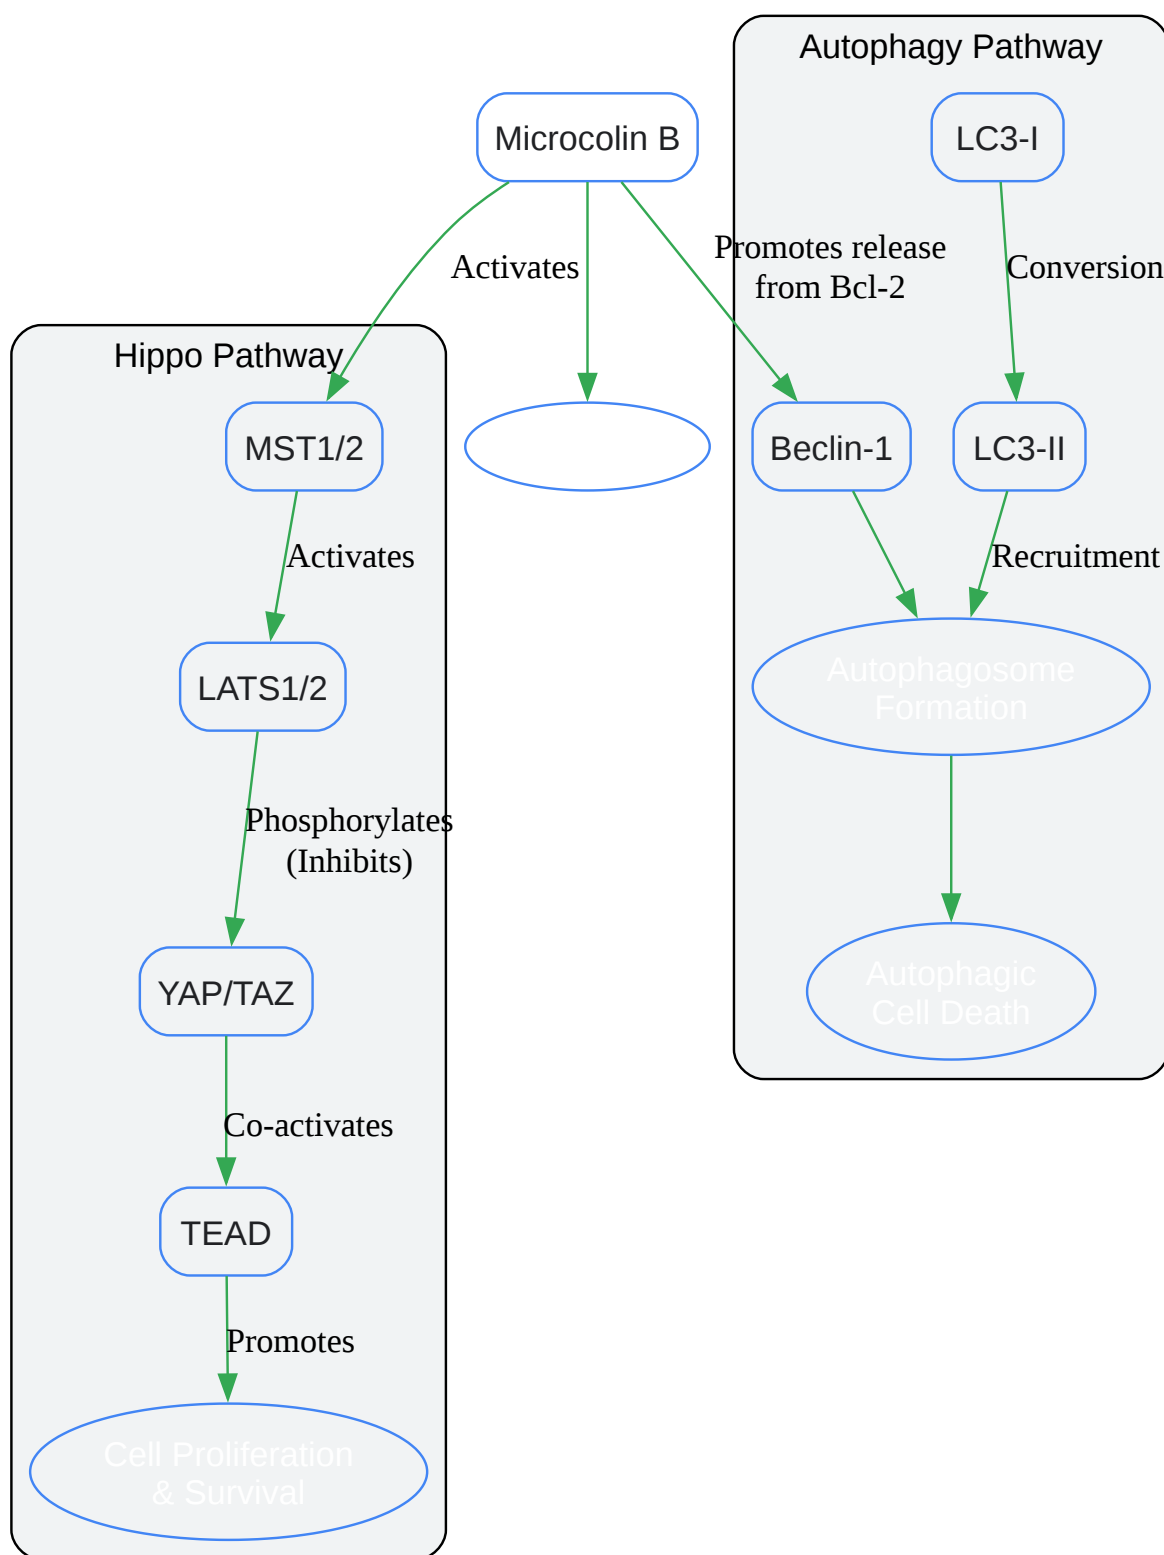 Autophagy Pathway
Microcolin B
LC3-I
Activates
Promotes release
from Bcl-2
Conversion
Hippo Pathway
MST1/2
Beclin-1
LC3-II
Activates
Recruitment
LATS1/2
Autophagosome
Formation
Phosphorylates
(Inhibits)
YAP/TAZ
Autophagic
Cell Death
Co-activates
TEAD
Promotes
Cell Proliferation
& Survival